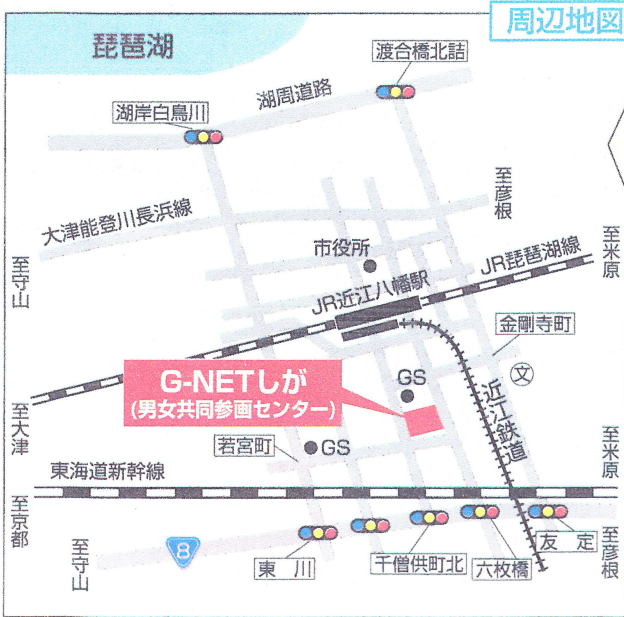 周辺地図
琵琶湖
渡合橋北詰
湖周道路
湖岸白鳥川
大津能登川長浜線
至彦根
至守山
市役所
至米原
JR琵琶湖線
JR近江八幡駅
金剛寺町
G-NETしが
(男女共同参画センター)
GS
文
近江鉄道
至大津
若宮町
GS
至米原
東海道新幹線
至京都
8
至守山
東 川
千僧供町北
六枚橋
友 定
至彦根